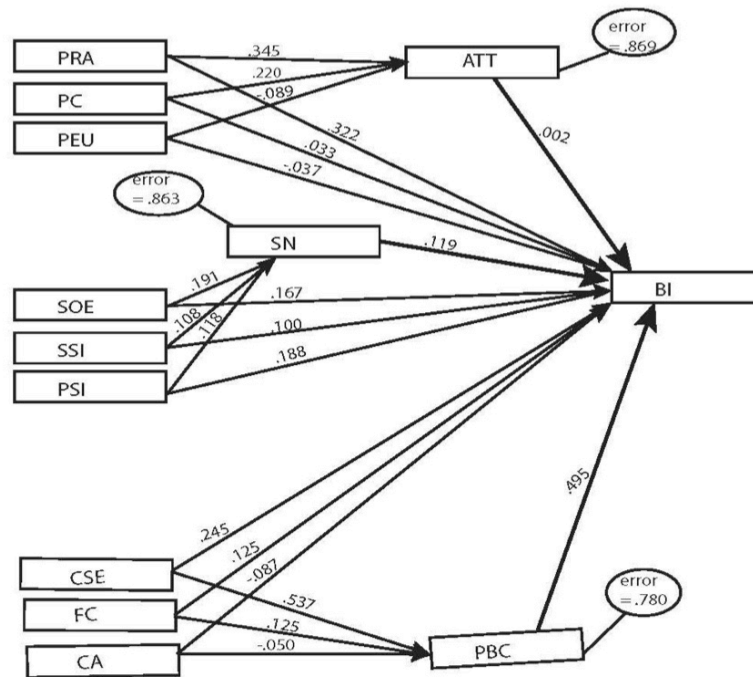 error
= .869
PRA
.345
ATT
.220
PC
-.089
PEU
.322
.033
-.037
.002
error
= .863
SN
.119
BI
.191
SOE
.167
.108
.118
SSI
.100
PSI
.188
.495
.245
.125
-.087
CSE
.537
error
= .780
FC
.125
-.050
PBC
CA